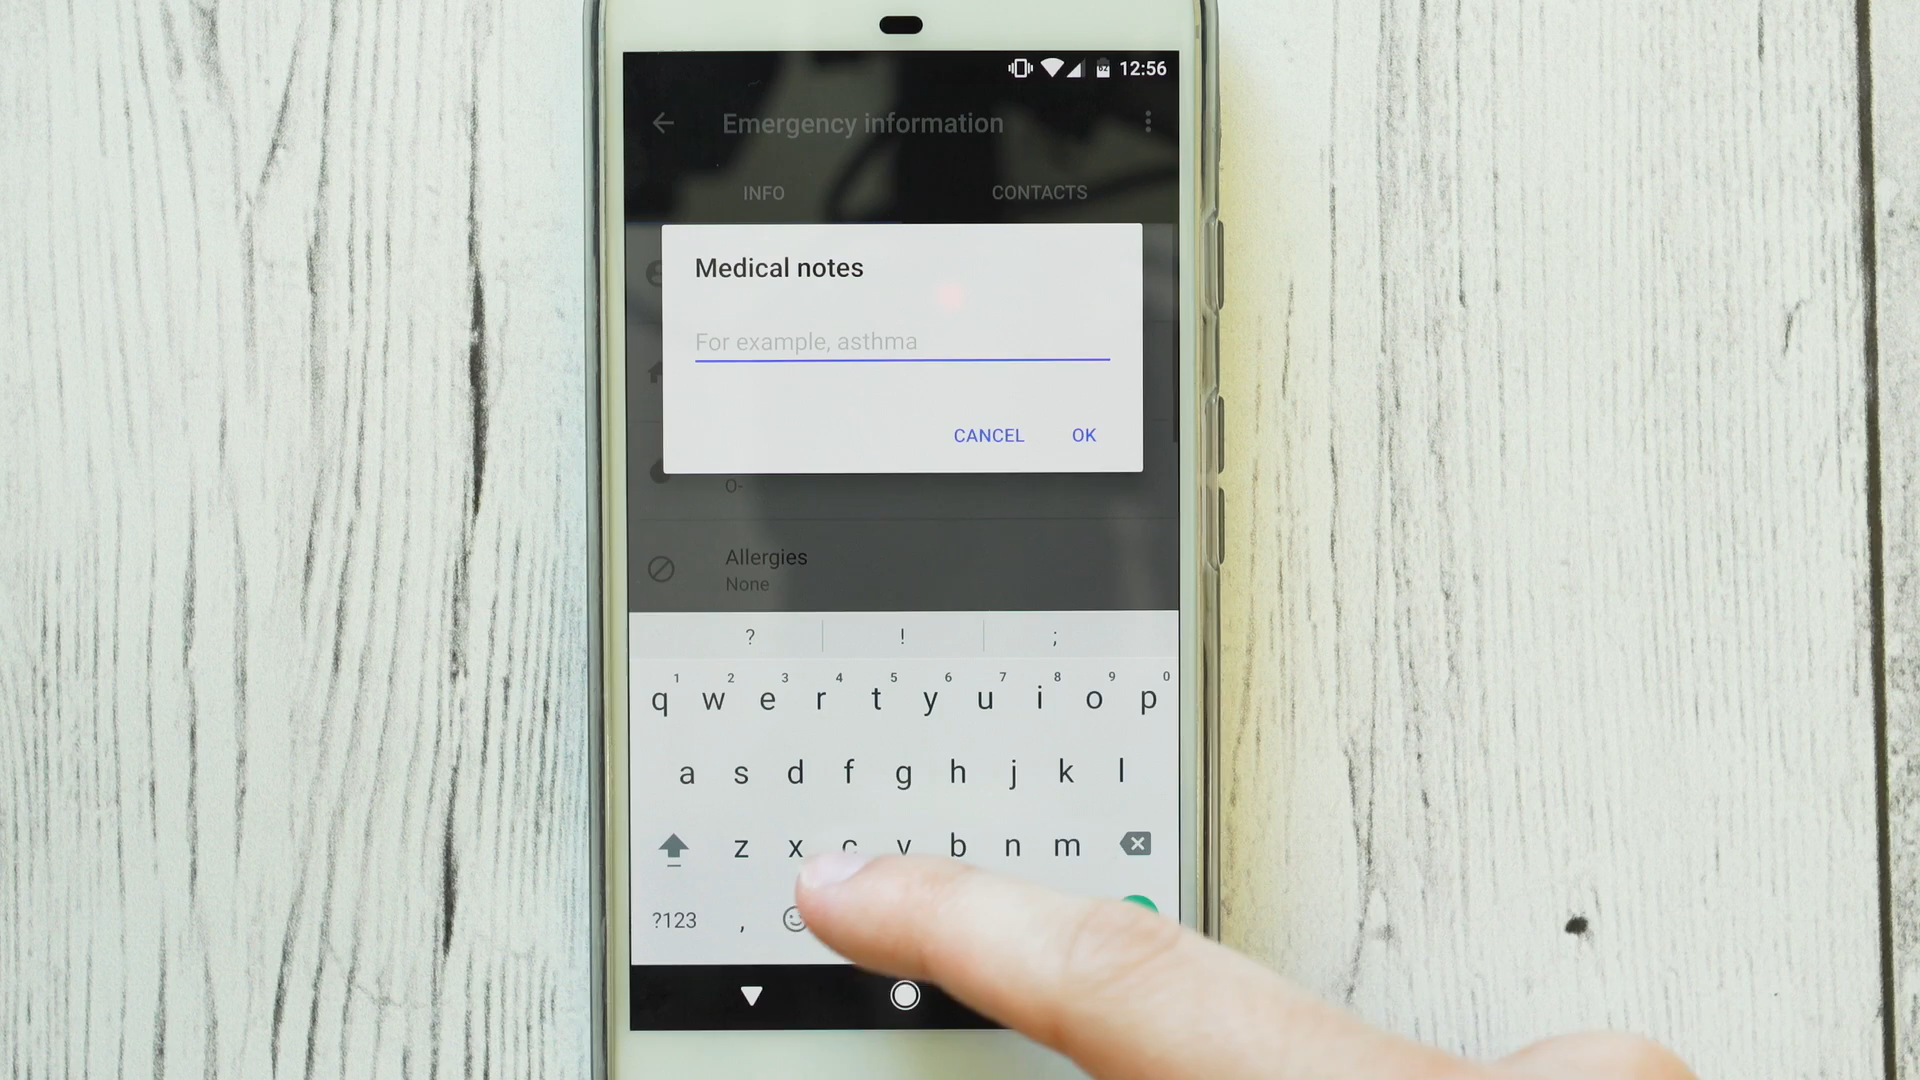 12:56
Emergency information
INFO CONTACTS
Medical notes
For example, asthma
CANCEL OK
O-
Allergies
None
? ! ;
1 2 3 4 5 6 7 8 9 0
q w e r t y u i o p
a s d f g h j k l
z x c v b n m
?123 ,